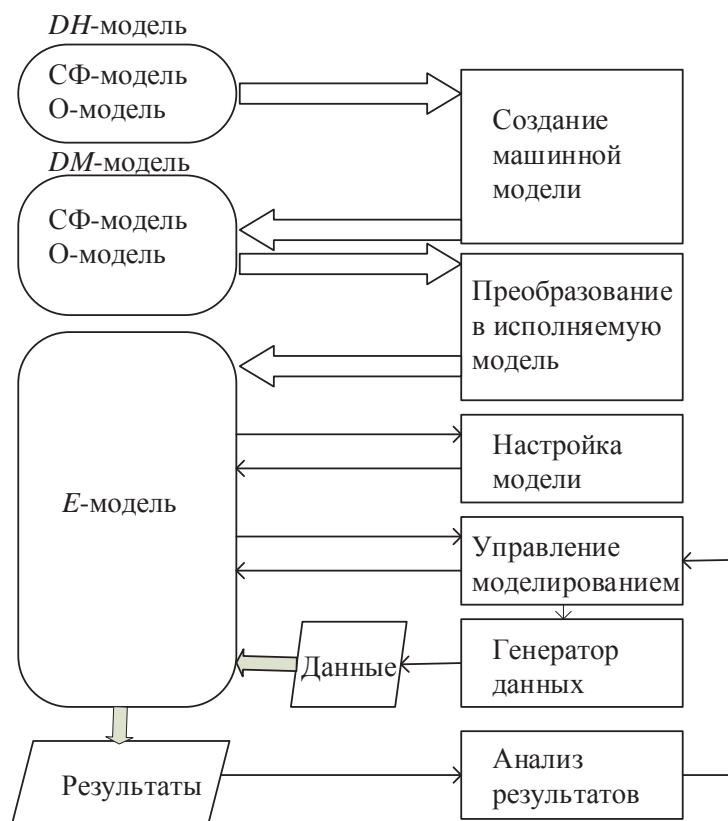 DH-модель
СФ-модель
О-модель
Создание
машинной
модели
DM-модель
СФ-модель
О-модель
Преобразование
в исполняемую
модель
E-модель
Настройка
модели
Управление
моделированием
Генератор
данных
Данные
Результаты
Анализ
результатов